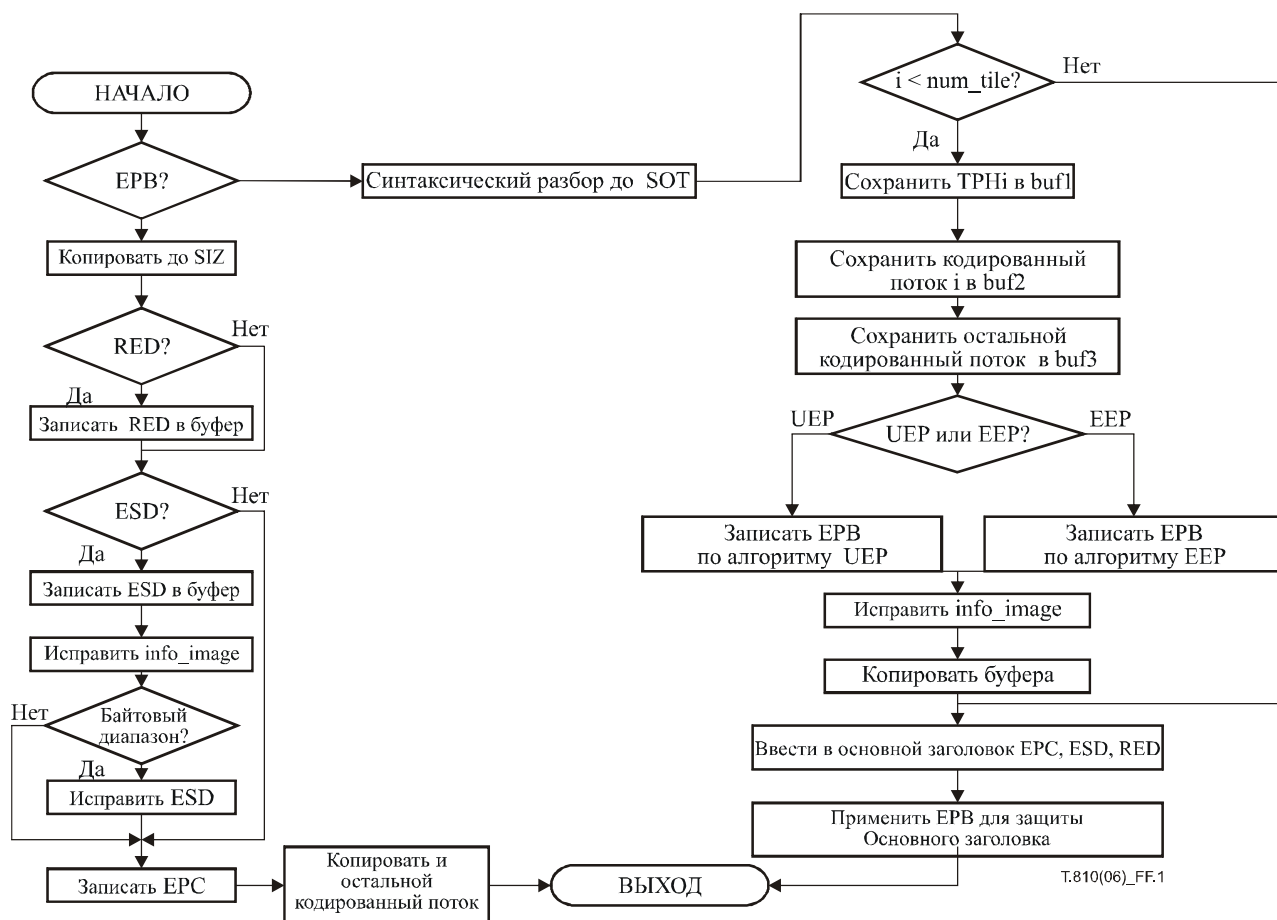 НАЧАЛО
EPB?
Копировать до SIZ
RED?
Нет
Да
Записать RED в буфер
ESD?
Нет
Да
Записать ESD в буфер
Исправить info_image
Байтовый
диапазон?
Нет
Да
Исправить ESD
Записать EPC
Копировать и
остальной
кодированный поток
ВЫХОД
Синтаксический разбор до SOT
i < num_tile?
Нет
Да
Сохранить TPHi в buf1
Сохранить кодированный
поток i в buf2
Сохранить остальной
кодированный поток в buf3
UEP
UEP или EEP?
EEP
Записать EPB
по алгоритму UEP
Записать EPB
по алгоритму EEP
Исправить info_image
Копировать буфера
Ввести в основной заголовок EPC, ESD, RED
Применить EPB для защиты
Основного заголовка
T.810(06)_FF.1